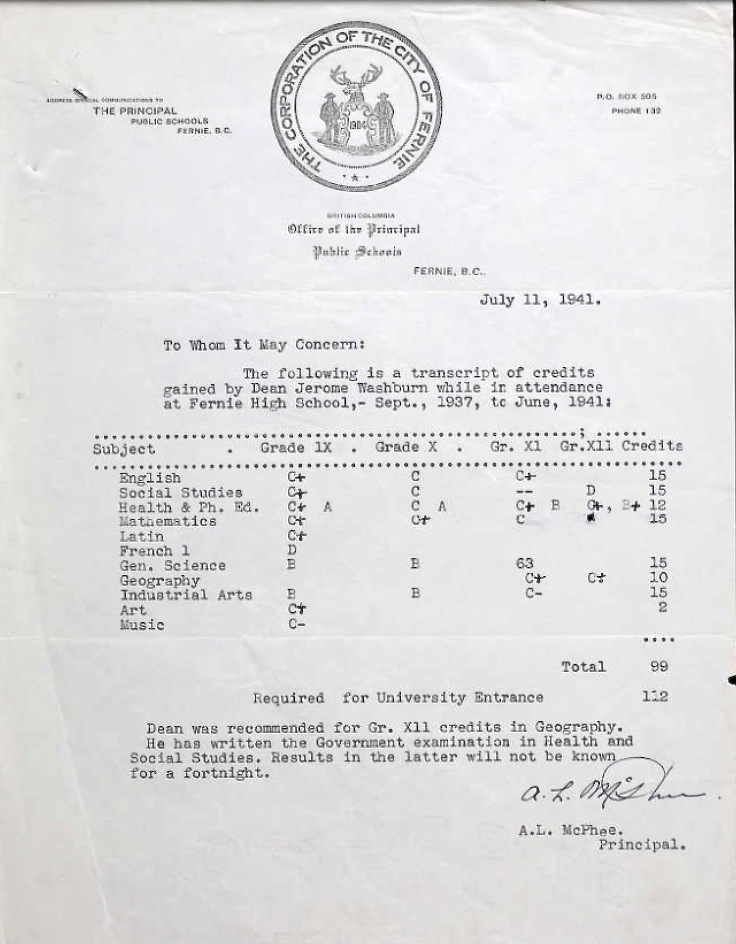 THE CORPORATION OF THE CITY OF FERNIE
1904
ADDRESS OFFICIAL COMMUNICATIONS TO
THE PRINCIPAL
PUBLIC SCHOOLS
FERNIE, B.C.
P.O. BOX 505
PHONE 132
BRITISH COLUMBIA
Office of the Principal
Public Schools
FERNIE, B.C.
July 11, 1941.
To Whom It May Concern:
The following is a transcript of credits
gained by Dean Jerome Washburn while in attendance
at Fernie High School,- Sept., 1937, to June, 1941:
Subject . Grade 1X . Grade X . Gr. X1 Gr.X11 Credits
English C+ C C+ 15
Social Studies C+ C -- D 15
Health & Ph. Ed. C+ A C A C+ B C+, B+ 12
Mathematics C+ C+ C 15
Latin C+
French 1 D
Gen. Science B B 63 15
Geography C+ C+ 10
Industrial Arts B B C- 15
Art C+ 2
Music C-
....
Total 99
Required for University Entrance 112
Dean was recommended for Gr. X11 credits in Geography.
He has written the Government examination in Health and
Social Studies. Results in the latter will not be known
for a fortnight.
A. L. McPhee.
A.L. McPhee.
Principal.